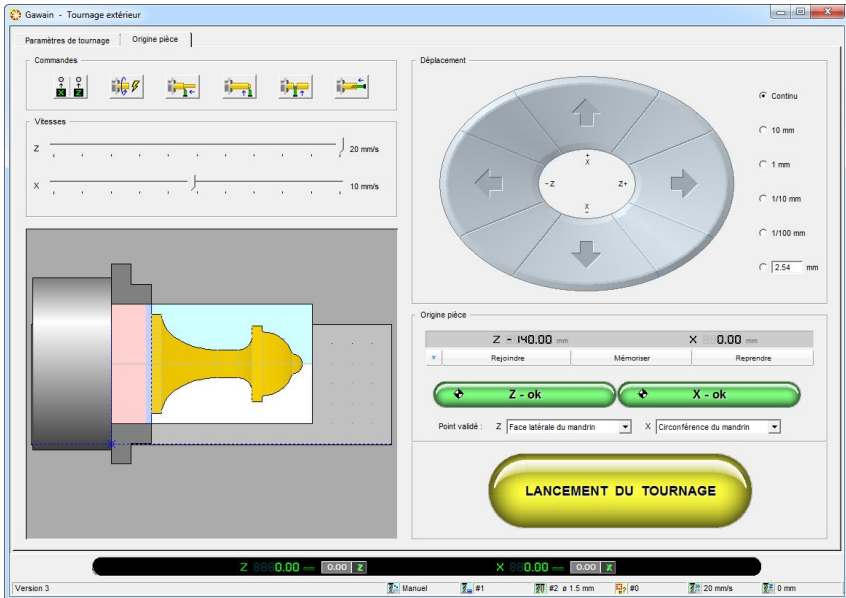 Gawain - Tournage extérieur
Paramètres de tournage
Origine pièce
Commandes
X Z
Vitesses
Z 20 mm/s
X 10 mm/s
Déplacement
+
X
-Z Z+
X
-
Continu
10 mm
1 mm
1/10 mm
1/100 mm
2.54 mm
Origine pièce
Z -140.00 mm X 0.00 mm
* Rejoindre Mémoriser Reprendre
Z - ok X - ok
Point validé : Z Face latérale du mandrin X Circonférence du mandrin
LANCEMENT DU TOURNAGE
Z 0.00 mm 0.00 Z X 0.00 mm 0.00 X
Version 3 Manuel #1 #2 ø 1.5 mm #0 20 mm/s 0 mm